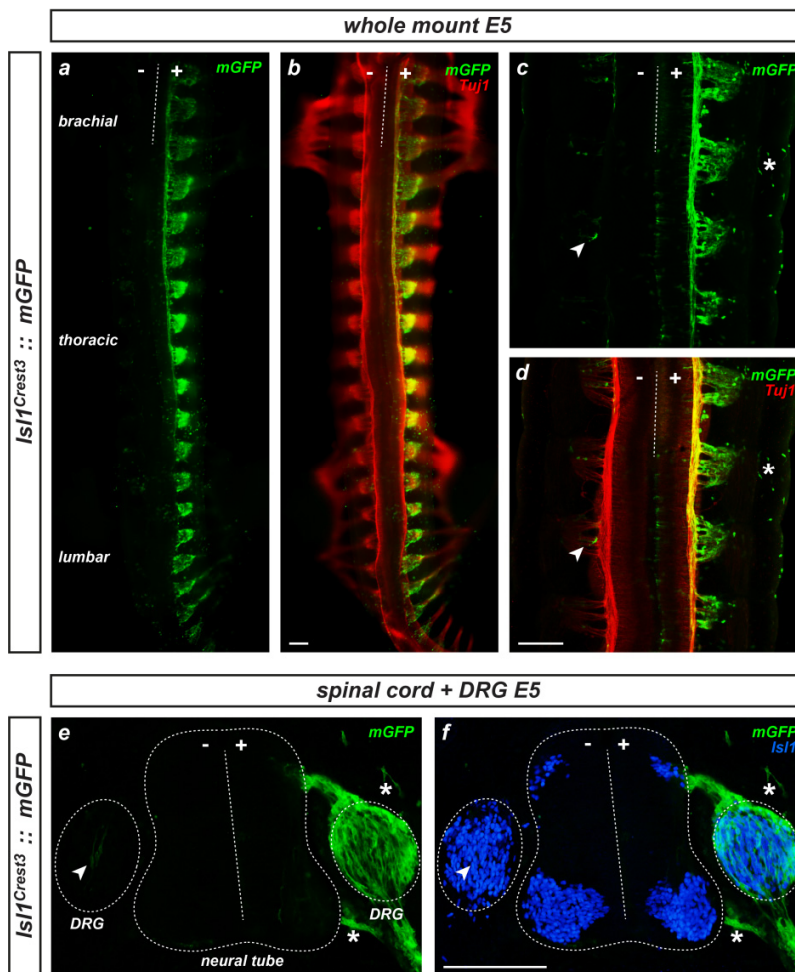 whole mount E5
Isl1Crest3 :: mGFP
a - + mGFP
brachial
thoracic
lumbar
b - + mGFP
Tuj1
c - + mGFP
*
d - + mGFP
Tuj1
*
spinal cord + DRG E5
Isl1Crest3 :: mGFP
e - + mGFP
*
DRG
DRG
*
neural tube
f - + mGFP
Isl1
*
*